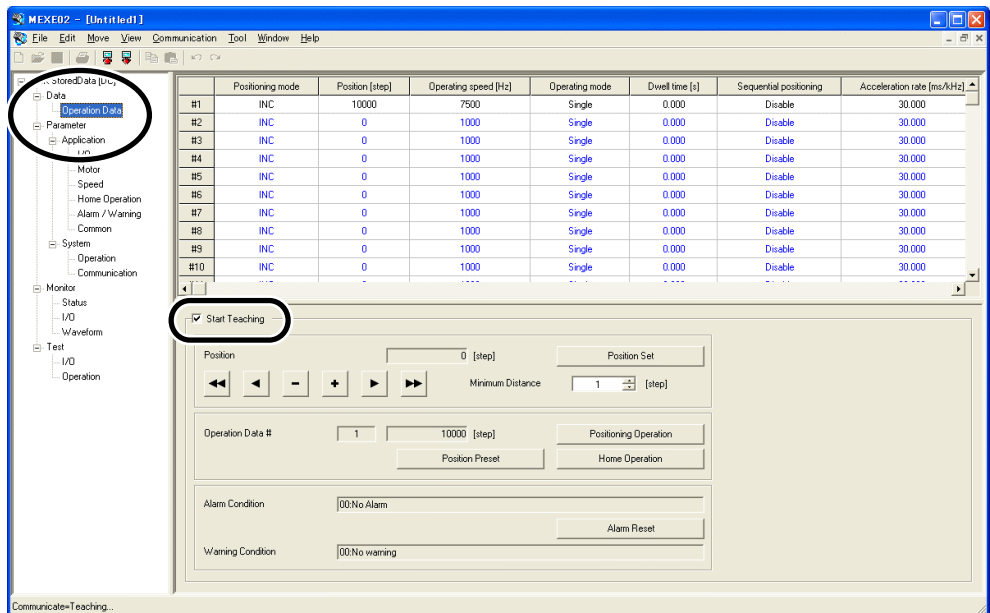 MEXE02 - [Untitled1]
File Edit Move View Communication Tool Window Help
StoredData [DC]
Data
Operation Data
Parameter
Application
I/O
Motor
Speed
Home Operation
Alarm / Warning
Common
System
Operation
Communication
Monitor
Status
I/O
Waveform
Test
I/O
Operation
Positioning mode Position [step] Operating speed [Hz] Operating mode Dwell time [s] Sequential positioning Acceleration rate [ms/kHz]
#1 INC 10000 7500 Single 0.000 Disable 30.000
#2 INC 0 1000 Single 0.000 Disable 30.000
#3 INC 0 1000 Single 0.000 Disable 30.000
#4 INC 0 1000 Single 0.000 Disable 30.000
#5 INC 0 1000 Single 0.000 Disable 30.000
#6 INC 0 1000 Single 0.000 Disable 30.000
#7 INC 0 1000 Single 0.000 Disable 30.000
#8 INC 0 1000 Single 0.000 Disable 30.000
#9 INC 0 1000 Single 0.000 Disable 30.000
#10 INC 0 1000 Single 0.000 Disable 30.000
Start Teaching
Position 0 [step] Position Set
Minimum Distance 1 [step]
Operation Data # 1 10000 [step] Positioning Operation
Position Preset Home Operation
Alarm Condition 00:No Alarm
Alarm Reset
Warning Condition 00:No warning
Communicate=Teaching...